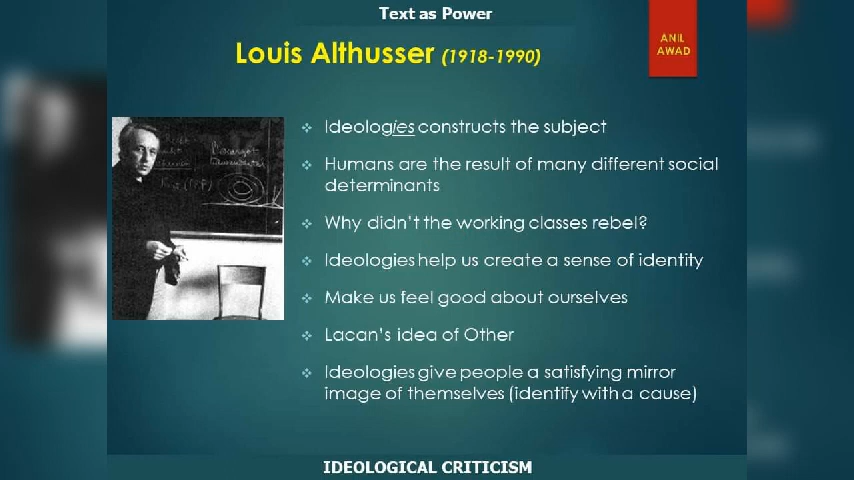 Text as Power
Louis Althusser (1918-1990)
ANIL
AWAD
Ideologies constructs the subject
Humans are the result of many different social
determinants
Why didn't the working classes rebel?
Ideologies help us create a sense of identity
Make us feel good about ourselves
Lacan's idea of Other
Ideologies give people a satisfying mirror
image of themselves (identify with a cause)
IDEOLOGICAL CRITICISM